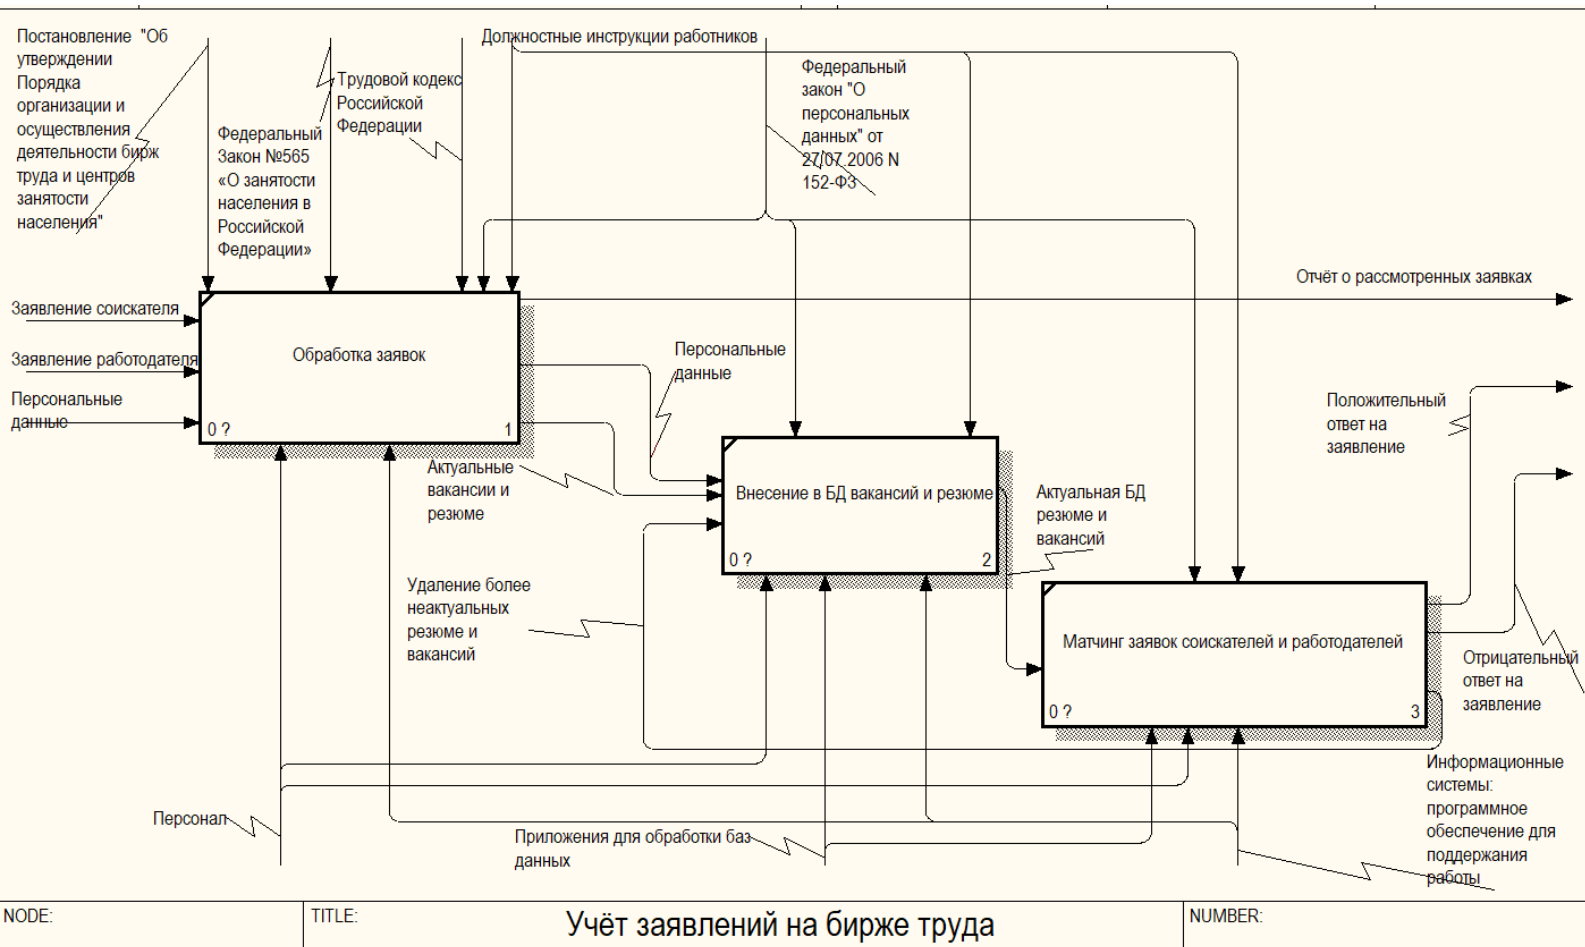 Постановление "Об
утверждении
Порядка
организации и
осуществления
деятельности бирж
труда и центров
занятости
населения"
Федеральный
Закон №565
«О занятости
населения в
Российской
Федерации»
Трудовой кодекс
Российской
Федерации
Должностные инструкции работников
Федеральный
закон "О
персональных
данных" от
27/07.2006 N
152-ФЗ
Отчёт о рассмотренных заявках
Заявление соискателя
Заявление работодателя
Персональные
данные
Обработка заявок
0 ?
1
Персональные
данные
Положительный
ответ на
заявление
Актуальные
вакансии и
резюме
Внесение в БД вакансий и резюме
0 ?
2
Актуальная БД
резюме и
вакансий
Удаление более
неактуальных
резюме и
вакансий
Матчинг заявок соискателей и работодателей
0 ?
3
Отрицательный
ответ на
заявление
Информационные
системы:
программное
обеспечение для
поддержания
работы
Персонал
Приложения для обработки баз
данных
NODE:
TITLE:
Учёт заявлений на бирже труда
NUMBER: